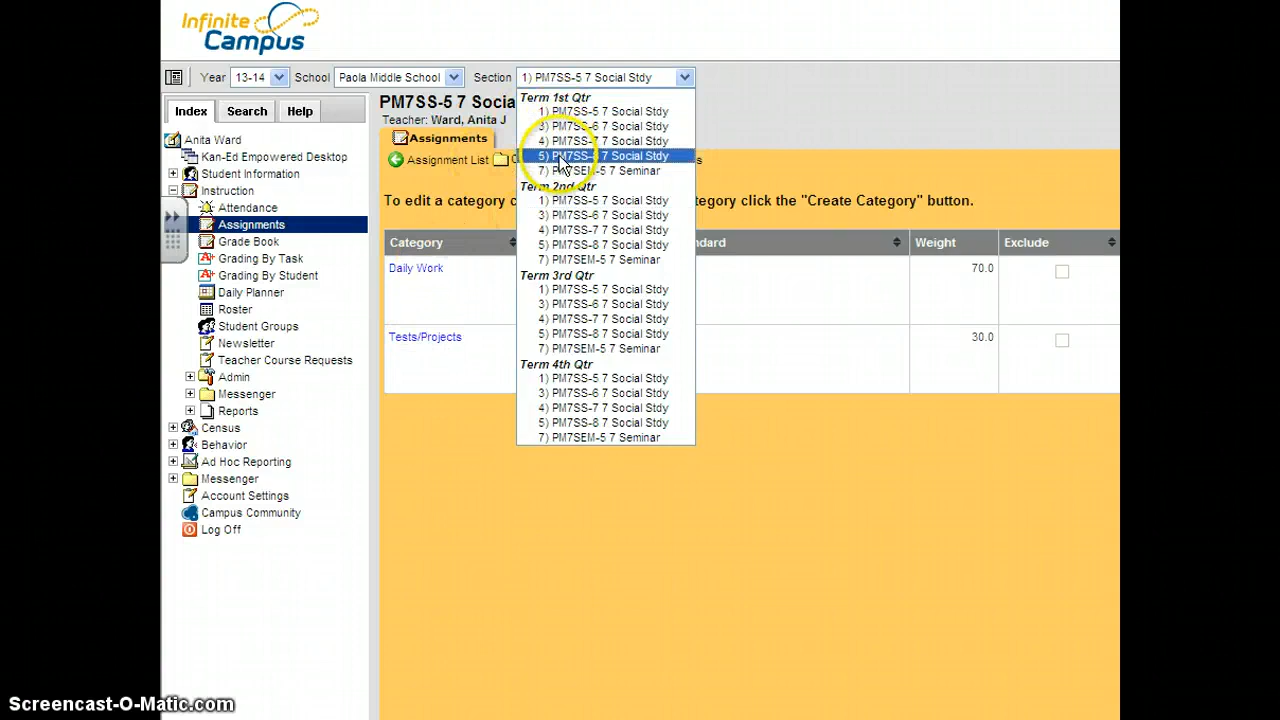 Infinite
Campus
Year 13-14 School Paola Middle School Section 1) PM7SS-5 7 Social Stdy
Index Search Help
Anita Ward
Kan-Ed Empowered Desktop
Student Information
Instruction
Attendance
Assignments
Grade Book
Grading By Task
Grading By Student
Daily Planner
Roster
Student Groups
Newsletter
Teacher Course Requests
Admin
Messenger
Reports
Census
Behavior
Ad Hoc Reporting
Messenger
Account Settings
Campus Community
Log Off
PM7SS-5 7 Socia
Teacher: Ward, Anita J
Assignments
Assignment List
To edit a category c
tegory click the "Create Category" button.
Category
ndard Weight Exclude
Daily Work 70.0
Tests/Projects 30.0
Term 1st Qtr
1) PM7SS-5 7 Social Stdy
3) PM7SS-6 7 Social Stdy
4) PM7SS-7 7 Social Stdy
5) PM7SS-8 7 Social Stdy
7) PM7SEM-5 7 Seminar
Term 2nd Qtr
1) PM7SS-5 7 Social Stdy
3) PM7SS-6 7 Social Stdy
4) PM7SS-7 7 Social Stdy
5) PM7SS-8 7 Social Stdy
7) PM7SEM-5 7 Seminar
Term 3rd Qtr
1) PM7SS-5 7 Social Stdy
3) PM7SS-6 7 Social Stdy
4) PM7SS-7 7 Social Stdy
5) PM7SS-8 7 Social Stdy
7) PM7SEM-5 7 Seminar
Term 4th Qtr
1) PM7SS-5 7 Social Stdy
3) PM7SS-6 7 Social Stdy
4) PM7SS-7 7 Social Stdy
5) PM7SS-8 7 Social Stdy
7) PM7SEM-5 7 Seminar
Screencast-O-Matic.com